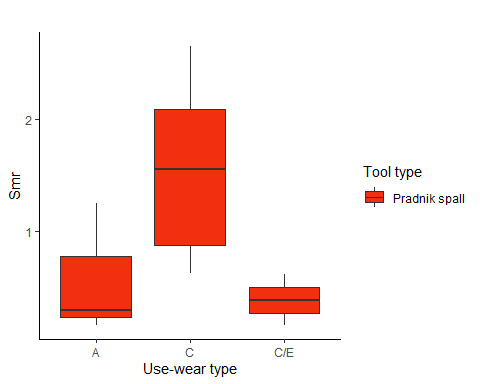 2
1
Smr
A
C
C/E
Use-wear type
Tool type
Pradnik spall